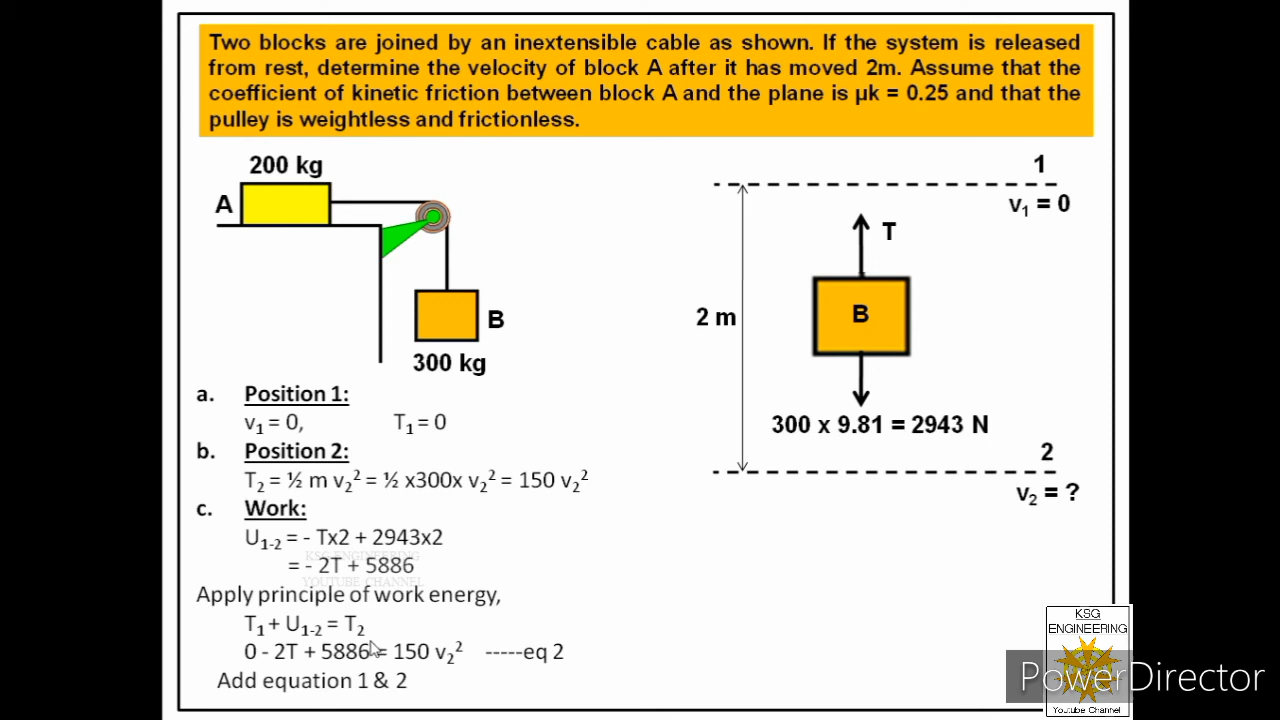 Two blocks are joined by an inextensible cable as shown. If the system is released
from rest, determine the velocity of block A after it has moved 2m. Assume that the
coefficient of kinetic friction between block A and the plane is µk = 0.25 and that the
pulley is weightless and frictionless.
200 kg
A
B
300 kg
1
v₁ = 0
T
B
2 m
300 x 9.81 = 2943 N
2
v₂ = ?
a. Position 1:
v₁ = 0, T₁ = 0
b. Position 2:
T₂ = ½ m v₂² = ½ x300x v₂² = 150 v₂²
c. Work:
U₁₋₂ = - Tx2 + 2943x2
KSG ENGINEERING
= - 2T + 5886
YOUTUBE CHANNEL
Apply principle of work energy,
T₁ + U₁₋₂ = T₂
0 - 2T + 5886 = 150 v₂² -----eq 2
Add equation 1 & 2
KSG
ENGINEERING
PowerDirector
Youtube Channel